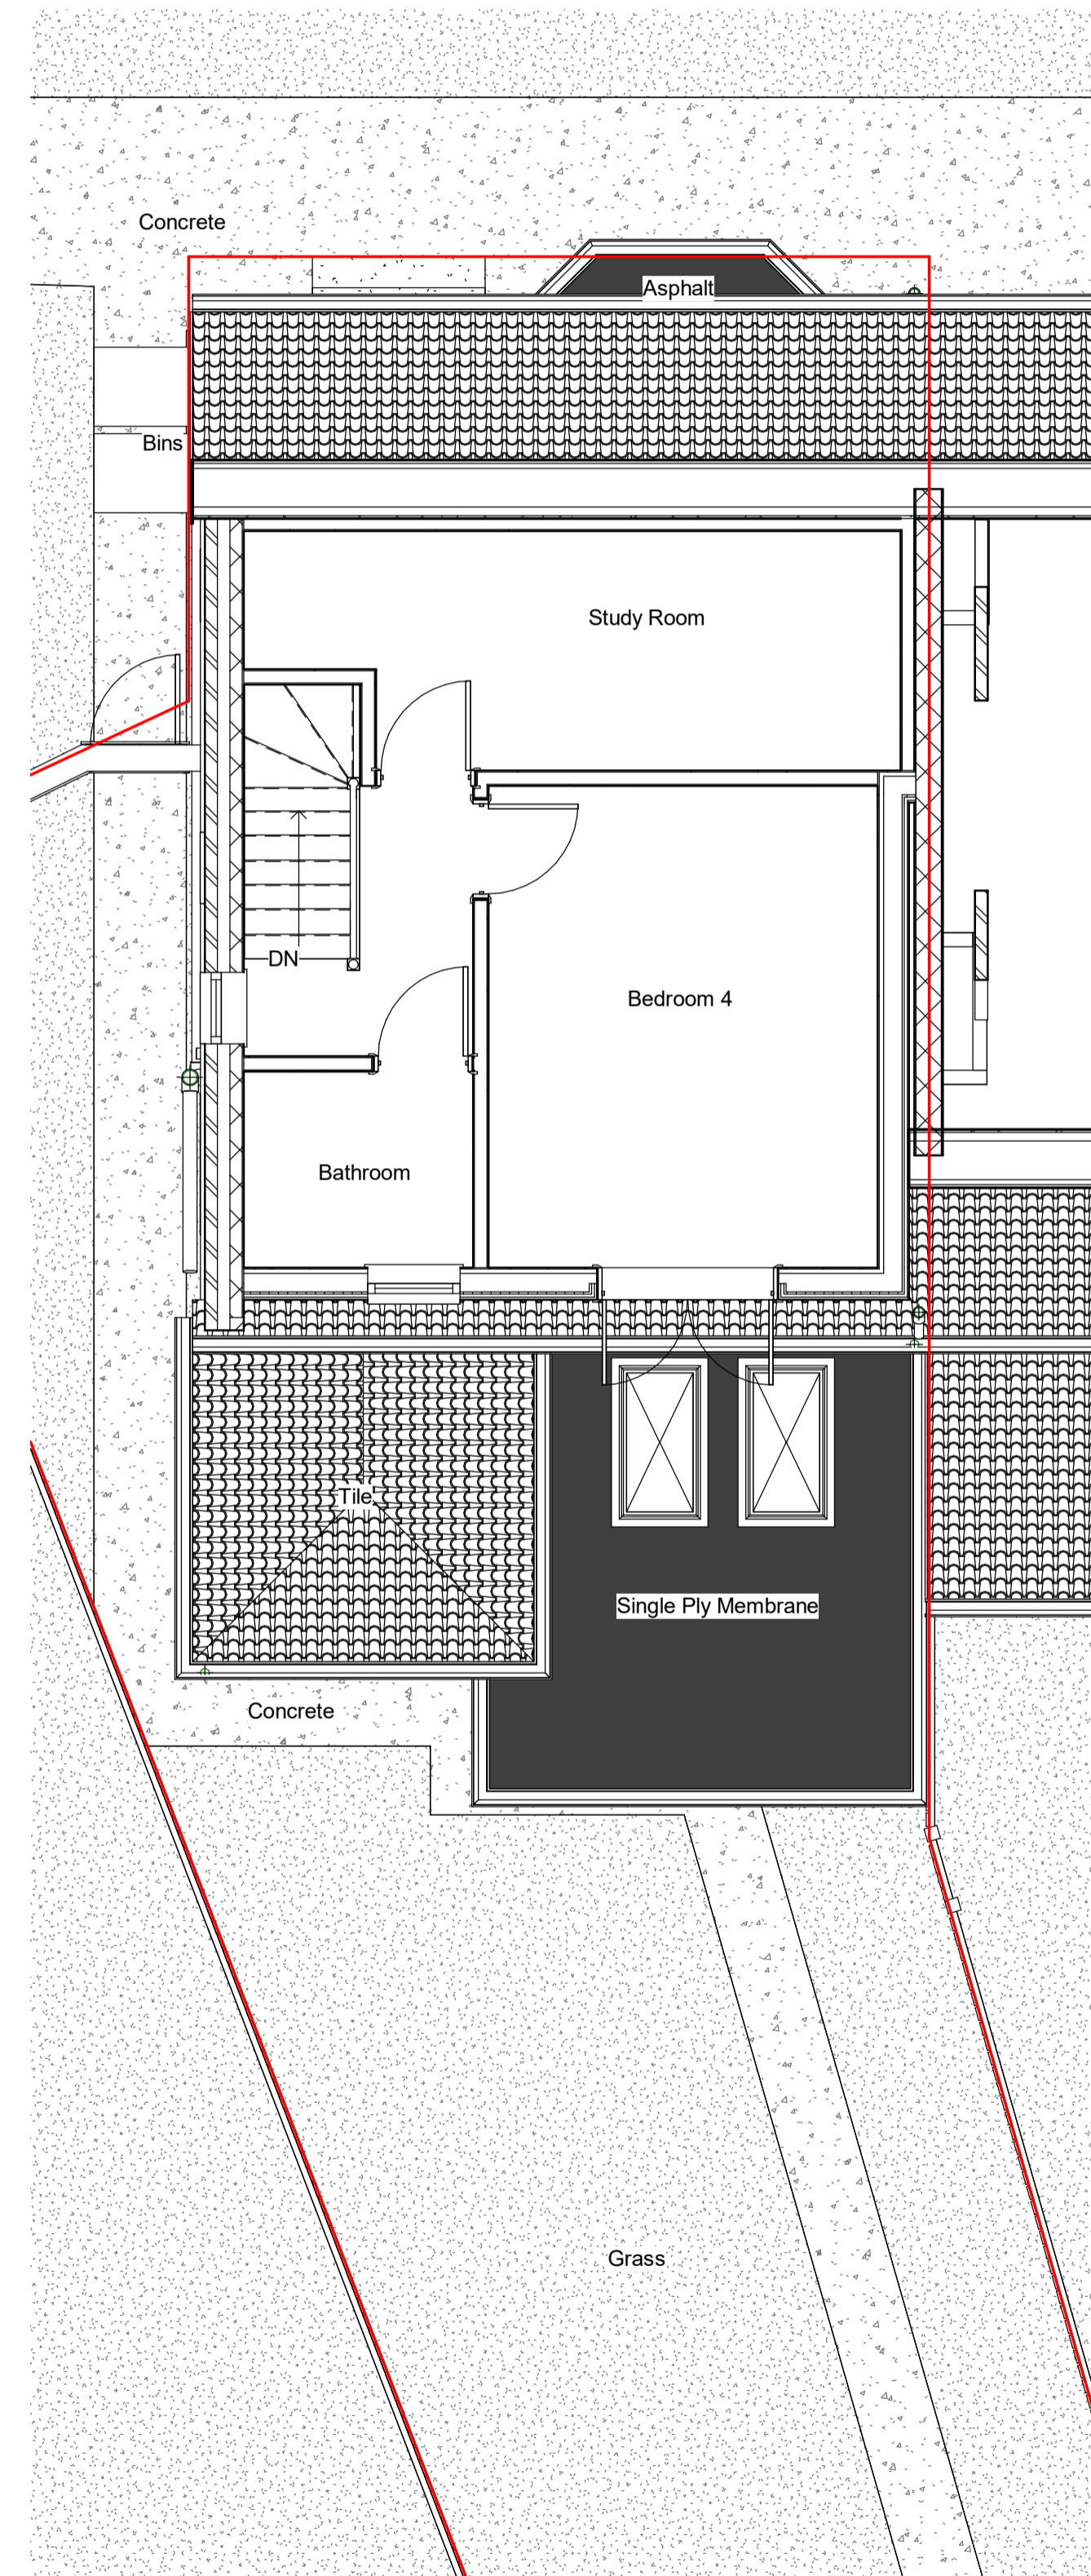 Concrete
Asphalt
Bins
Study Room
DN
Bedroom 4
Bathroom
Tile
Single Ply Membrane
Concrete
Grass